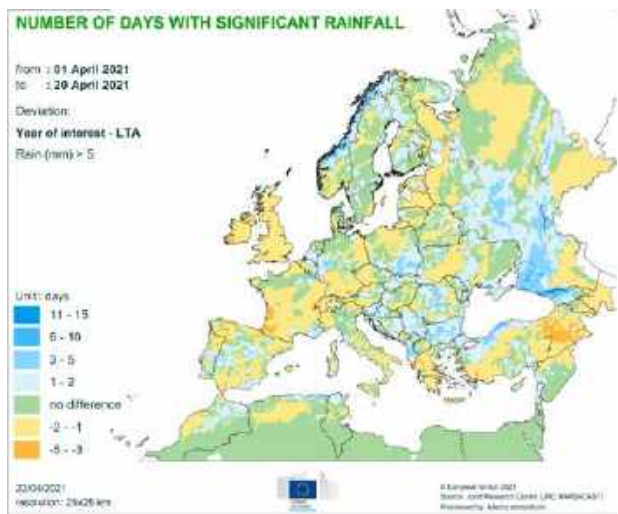 NUMBER OF DAYS WITH SIGNIFICANT RAINFALL
from : 01 April 2021
to : 20 April 2021
Deviation:
Year of interest - LTA
Rain (mm) > 5
Unit: days
11 - 15
6 - 10
3 - 5
1 - 2
no difference
-2 - -1
-5 - -3
22/04/2021
resolution: 25x25 km
© European Union 2021
Source: Joint Research Centre